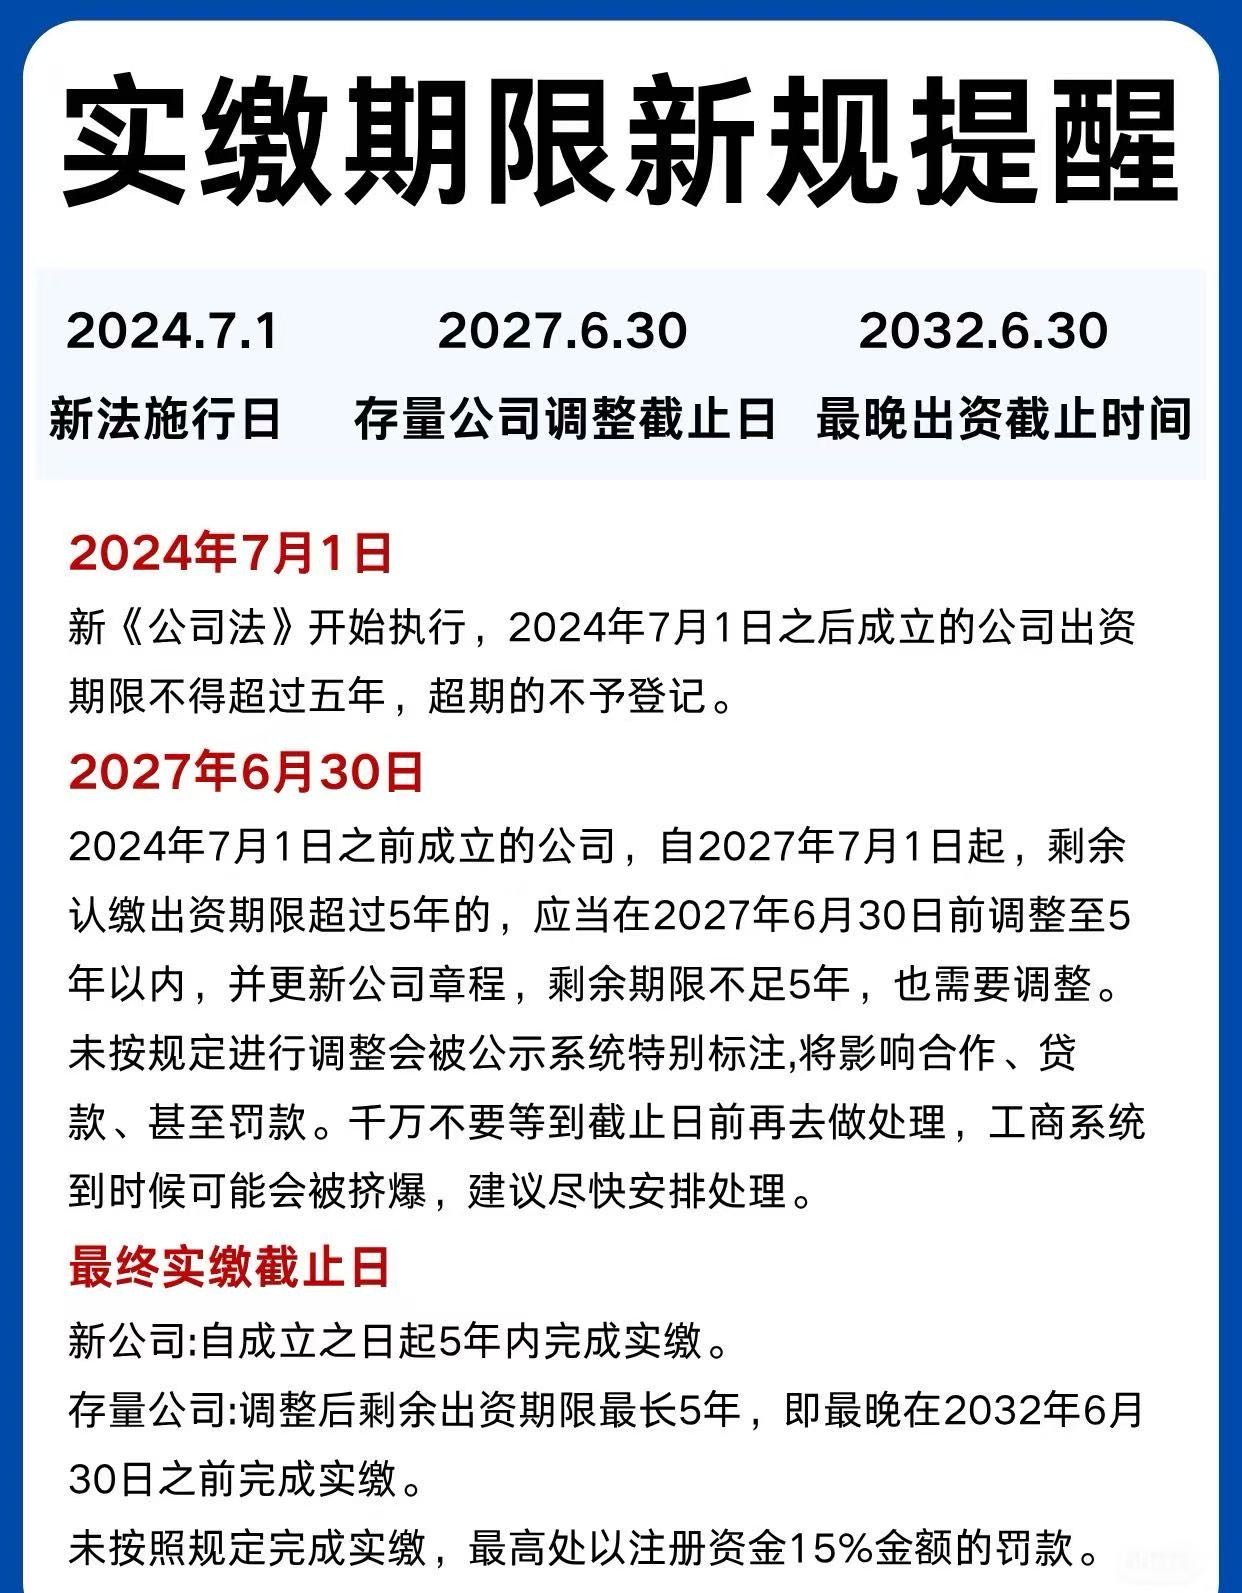 实缴期限新规提醒
2024.7.1 2027.6.30 2032.6.30
新法施行日 存量公司调整截止日 最晚出资截止时间
2024年7月1日
新《公司法》开始执行，2024年7月1日之后成立的公司出资
期限不得超过五年，超期的不予登记。
2027年6月30日
2024年7月1日之前成立的公司，自2027年7月1日起，剩余
认缴出资期限超过5年的，应当在2027年6月30日前调整至5
年以内，并更新公司章程，剩余期限不足5年，也需要调整。
未按规定进行调整会被公示系统特别标注,将影响合作、贷
款、甚至罚款。千万不要等到截止日前再去做处理，工商系统
到时候可能会被挤爆，建议尽快安排处理。
最终实缴截止日
新公司:自成立之日起5年内完成实缴。
存量公司:调整后剩余出资期限最长5年，即最晚在2032年6月
30日之前完成实缴。
未按照规定完成实缴，最高处以注册资金15%金额的罚款。